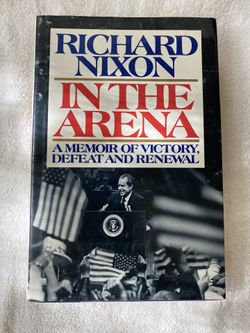 RICHARD
NIXON
IN THE
ARENA
A MEMOIR OF VICTORY,
DEFEAT AND RENEWAL